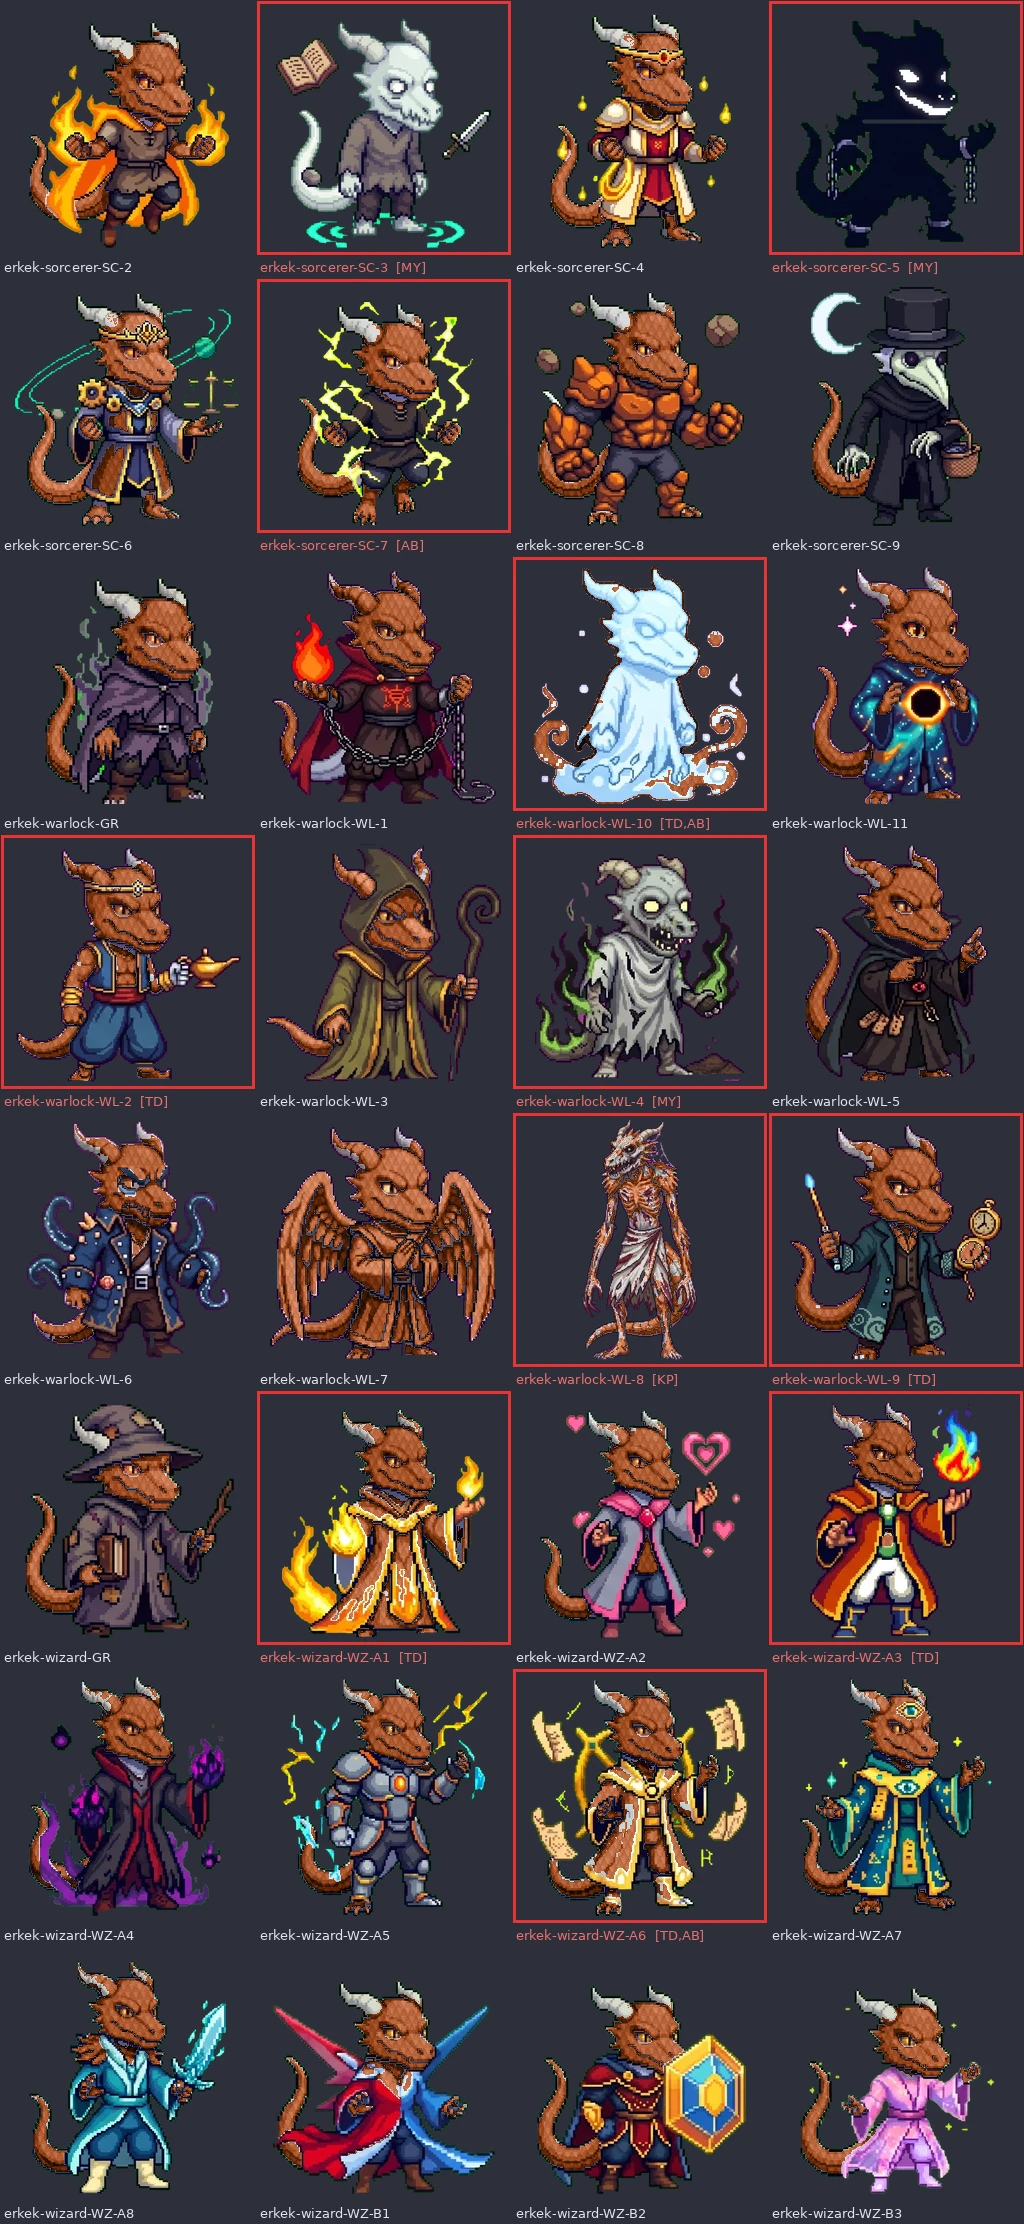 erkek-sorcerer-SC-2
erkek-sorcerer-SC-3 [MY]
erkek-sorcerer-SC-4
erkek-sorcerer-SC-5 [MY]
erkek-sorcerer-SC-6
erkek-sorcerer-SC-7 [AB]
erkek-sorcerer-SC-8
erkek-sorcerer-SC-9
erkek-warlock-GR
erkek-warlock-WL-1
erkek-warlock-WL-10 [TD,AB]
erkek-warlock-WL-11
erkek-warlock-WL-2 [TD]
erkek-warlock-WL-3
erkek-warlock-WL-4 [MY]
erkek-warlock-WL-5
erkek-warlock-WL-6
erkek-warlock-WL-7
erkek-warlock-WL-8 [KP]
erkek-warlock-WL-9 [TD]
erkek-wizard-GR
erkek-wizard-WZ-A1 [TD]
erkek-wizard-WZ-A2
erkek-wizard-WZ-A3 [TD]
erkek-wizard-WZ-A4
erkek-wizard-WZ-A5
erkek-wizard-WZ-A6 [TD,AB]
erkek-wizard-WZ-A7
erkek-wizard-WZ-A8
erkek-wizard-WZ-B1
erkek-wizard-WZ-B2
erkek-wizard-WZ-B3